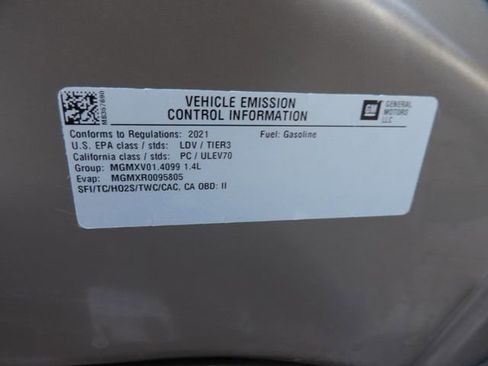 VEHICLE EMISSION
CONTROL INFORMATION
GM
GENERAL
MOTORS
LLC
Conforms to Regulations: 2021 Fuel: Gasoline
U.S. EPA class / stds: LDV / TIER3
California class / stds: PC / ULEV70
Group: MGMXV01.4099 1.4L
Evap: MGMXR0095805
SFI/TC/HO2S/TWC/CAC, CA OBD: II